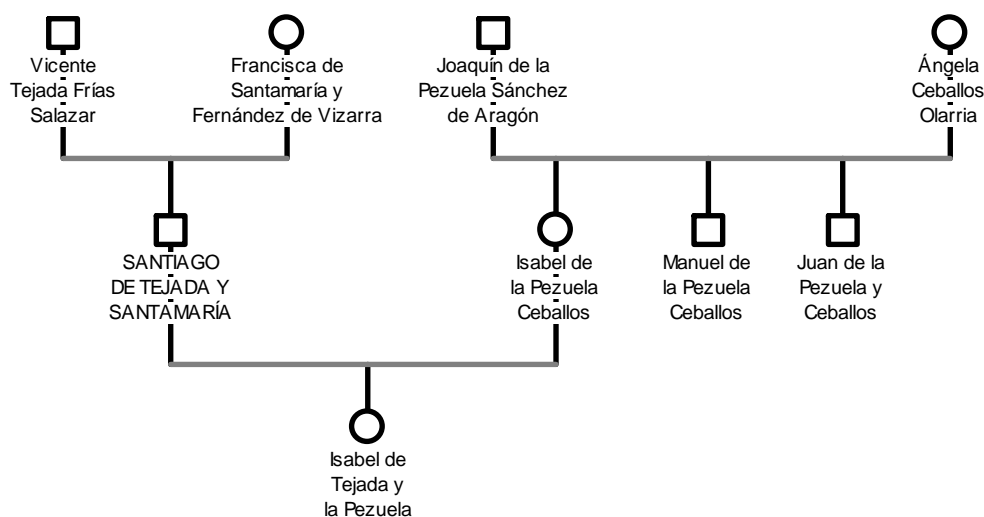 Vicente
Tejada Frías
Salazar
Francisca de
Santamaría y
Fernández de Vizarra
Joaquín de la
Pezuela Sánchez
de Aragón
Ángela
Ceballos
Olarria
SANTIAGO
DE TEJADA Y
SANTAMARÍA
Isabel de
la Pezuela
Ceballos
Manuel de
la Pezuela
Ceballos
Juan de la
Pezuela y
Ceballos
Isabel de
Tejada y
la Pezuela